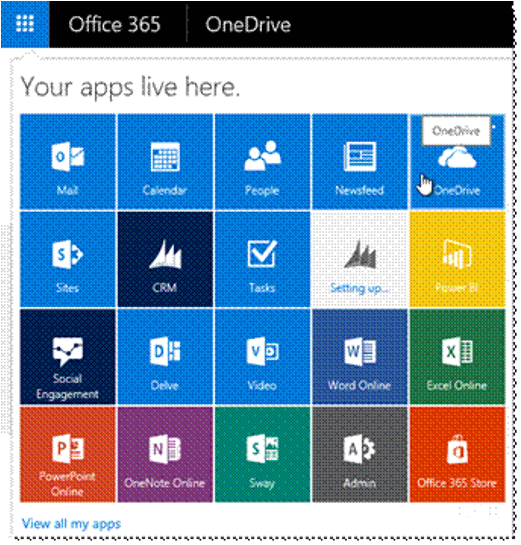 Office 365 OneDrive
Your apps live here.
OneDrive
Mail Calendar People Newsfeed OneDrive
Sites CRM Tasks Setting up... Power BI
Social
Engagement Delve Video Word Online Excel Online
PowerPoint
Online OneNote Online Sway Admin Office 365 Store
View all my apps